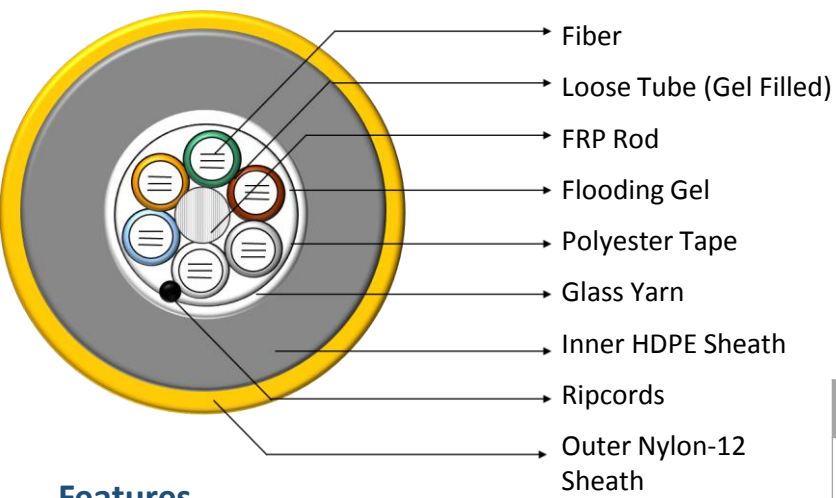 Fiber
Loose Tube (Gel Filled)
FRP Rod
Flooding Gel
Polyester Tape
Glass Yarn
Inner HDPE Sheath
Ripcords
Outer Nylon-12
Sheath
Features